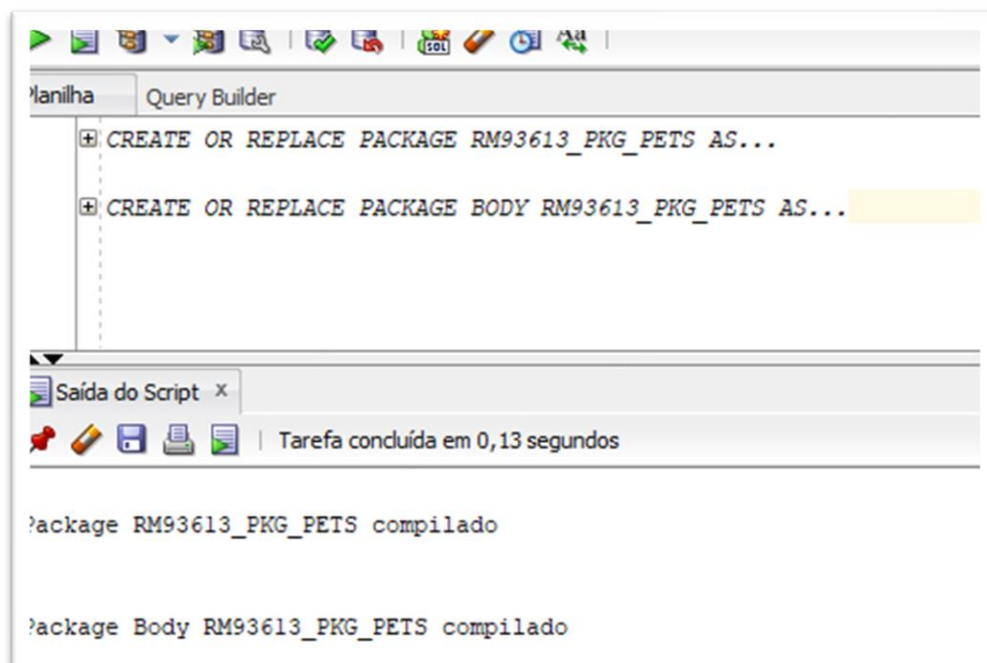 Planilha Query Builder
CREATE OR REPLACE PACKAGE RM93613_PKG_PETS AS...
CREATE OR REPLACE PACKAGE BODY RM93613_PKG_PETS AS...
Saída do Script x
Tarefa concluída em 0,13 segundos
Package RM93613_PKG_PETS compilado
Package Body RM93613_PKG_PETS compilado